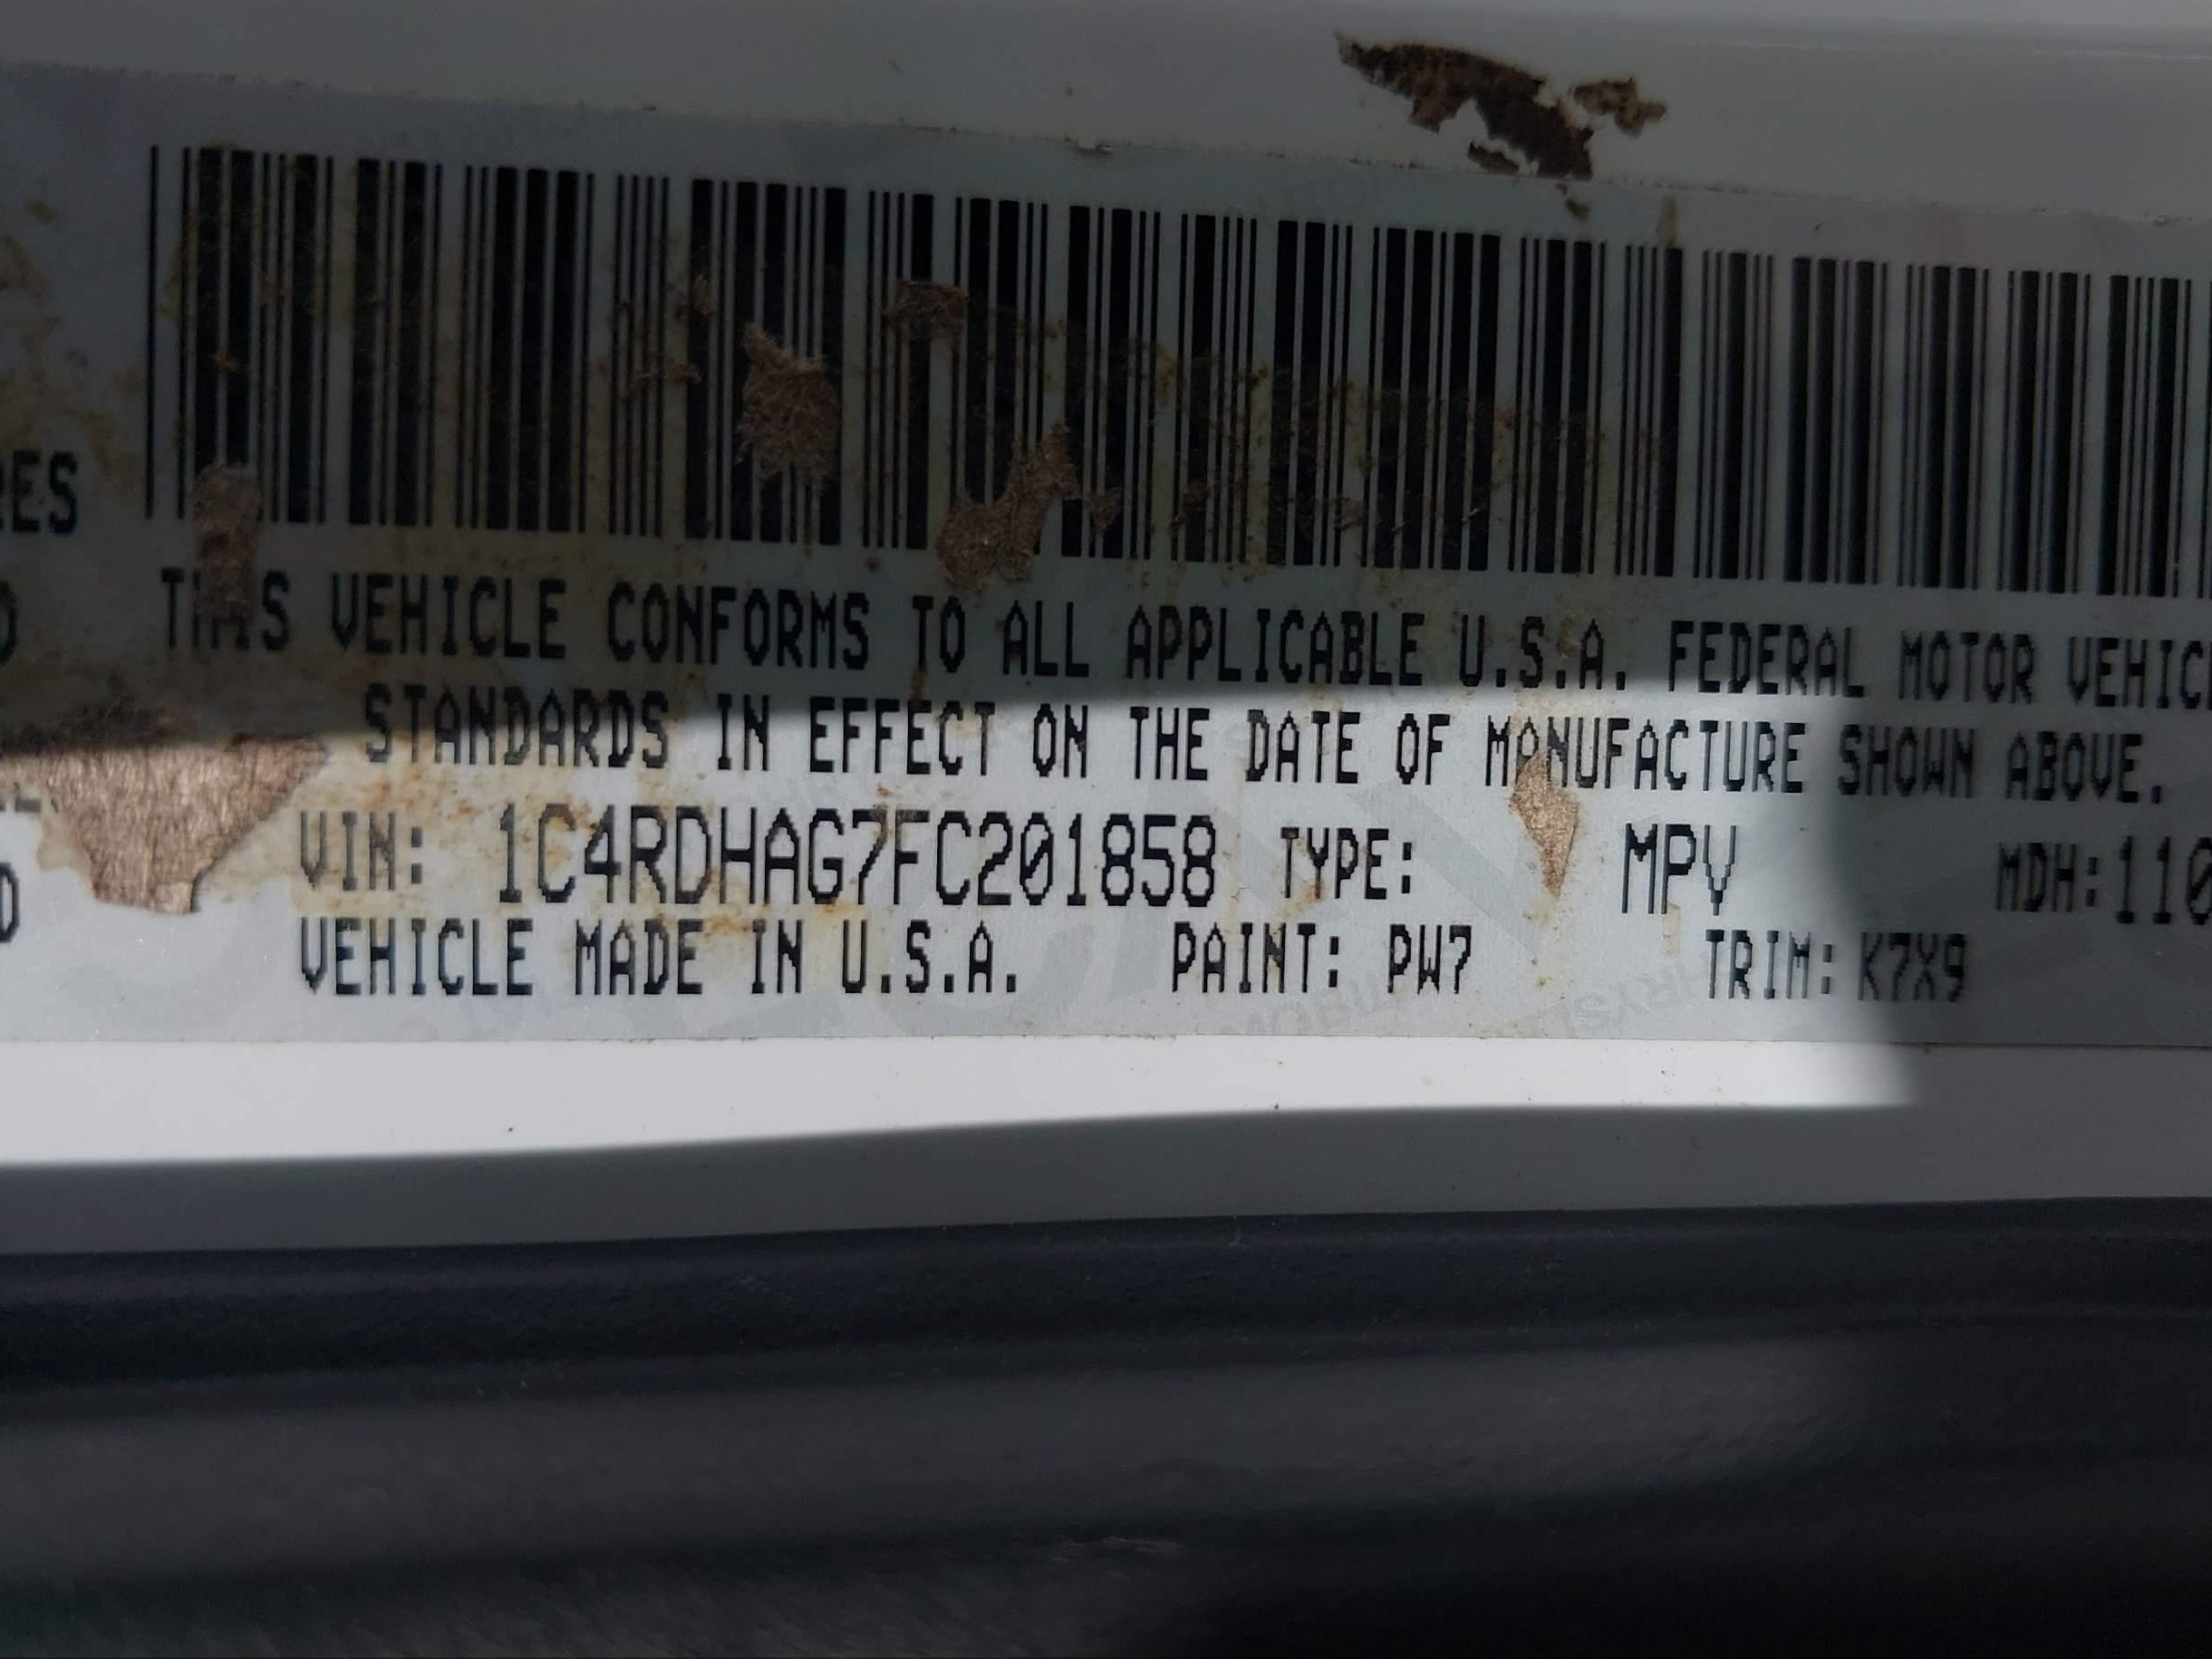 RES
THIS VEHICLE CONFORMS TO ALL APPLICABLE U.S.A. FEDERAL MOTOR VEHIC
D
STANDARDS IN EFFECT ON THE DATE OF MANUFACTURE SHOWN ABOVE.
VIN: 1C4RDHAG7FC201858 TYPE: MPV MDH:110
D
VEHICLE MADE IN U.S.A. PAINT: PW7 TRIM: K7X9